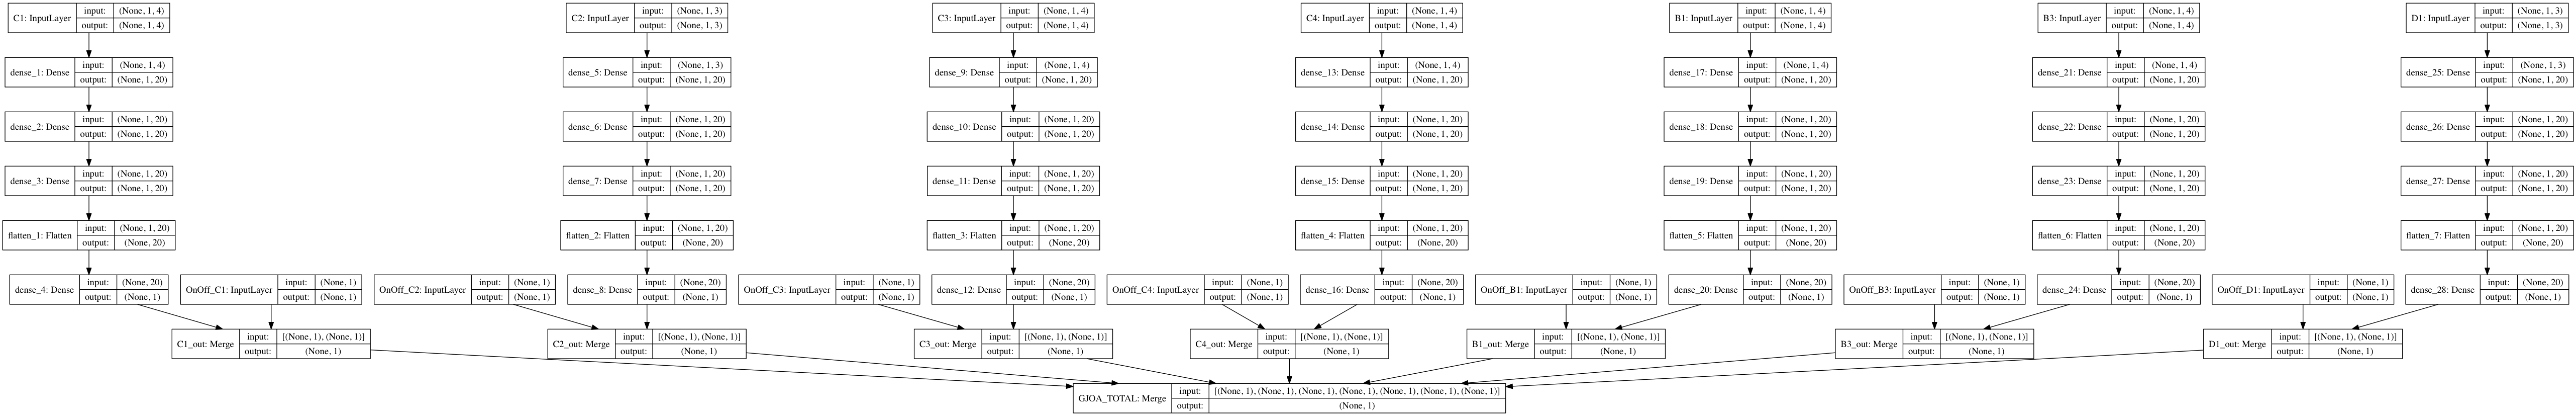 C1: InputLayer input: (None, 1, 4) output: (None, 1, 4)
C2: InputLayer input: (None, 1, 3) output: (None, 1, 3)
C3: InputLayer input: (None, 1, 4) output: (None, 1, 4)
C4: InputLayer input: (None, 1, 4) output: (None, 1, 4)
B1: InputLayer input: (None, 1, 4) output: (None, 1, 4)
B3: InputLayer input: (None, 1, 4) output: (None, 1, 4)
D1: InputLayer input: (None, 1, 3) output: (None, 1, 3)
dense_1: Dense input: (None, 1, 4) output: (None, 1, 20)
dense_5: Dense input: (None, 1, 3) output: (None, 1, 20)
dense_9: Dense input: (None, 1, 4) output: (None, 1, 20)
dense_13: Dense input: (None, 1, 4) output: (None, 1, 20)
dense_17: Dense input: (None, 1, 4) output: (None, 1, 20)
dense_21: Dense input: (None, 1, 4) output: (None, 1, 20)
dense_25: Dense input: (None, 1, 3) output: (None, 1, 20)
dense_2: Dense input: (None, 1, 20) output: (None, 1, 20)
dense_6: Dense input: (None, 1, 20) output: (None, 1, 20)
dense_10: Dense input: (None, 1, 20) output: (None, 1, 20)
dense_14: Dense input: (None, 1, 20) output: (None, 1, 20)
dense_18: Dense input: (None, 1, 20) output: (None, 1, 20)
dense_22: Dense input: (None, 1, 20) output: (None, 1, 20)
dense_26: Dense input: (None, 1, 20) output: (None, 1, 20)
dense_3: Dense input: (None, 1, 20) output: (None, 1, 20)
dense_7: Dense input: (None, 1, 20) output: (None, 1, 20)
dense_11: Dense input: (None, 1, 20) output: (None, 1, 20)
dense_15: Dense input: (None, 1, 20) output: (None, 1, 20)
dense_19: Dense input: (None, 1, 20) output: (None, 1, 20)
dense_23: Dense input: (None, 1, 20) output: (None, 1, 20)
dense_27: Dense input: (None, 1, 20) output: (None, 1, 20)
flatten_1: Flatten input: (None, 1, 20) output: (None, 20)
flatten_2: Flatten input: (None, 1, 20) output: (None, 20)
flatten_3: Flatten input: (None, 1, 20) output: (None, 20)
flatten_4: Flatten input: (None, 1, 20) output: (None, 20)
flatten_5: Flatten input: (None, 1, 20) output: (None, 20)
flatten_6: Flatten input: (None, 1, 20) output: (None, 20)
flatten_7: Flatten input: (None, 1, 20) output: (None, 20)
dense_4: Dense input: (None, 20) output: (None, 1)
OnOff_C1: InputLayer input: (None, 1) output: (None, 1)
OnOff_C2: InputLayer input: (None, 1) output: (None, 1)
dense_8: Dense input: (None, 20) output: (None, 1)
OnOff_C3: InputLayer input: (None, 1) output: (None, 1)
dense_12: Dense input: (None, 20) output: (None, 1)
OnOff_C4: InputLayer input: (None, 1) output: (None, 1)
dense_16: Dense input: (None, 20) output: (None, 1)
OnOff_B1: InputLayer input: (None, 1) output: (None, 1)
dense_20: Dense input: (None, 20) output: (None, 1)
OnOff_B3: InputLayer input: (None, 1) output: (None, 1)
dense_24: Dense input: (None, 20) output: (None, 1)
OnOff_D1: InputLayer input: (None, 1) output: (None, 1)
dense_28: Dense input: (None, 20) output: (None, 1)
C1_out: Merge input: [(None, 1), (None, 1)] output: (None, 1)
C2_out: Merge input: [(None, 1), (None, 1)] output: (None, 1)
C3_out: Merge input: [(None, 1), (None, 1)] output: (None, 1)
C4_out: Merge input: [(None, 1), (None, 1)] output: (None, 1)
B1_out: Merge input: [(None, 1), (None, 1)] output: (None, 1)
B3_out: Merge input: [(None, 1), (None, 1)] output: (None, 1)
D1_out: Merge input: [(None, 1), (None, 1)] output: (None, 1)
GJOA_TOTAL: Merge input: [(None, 1), (None, 1), (None, 1), (None, 1), (None, 1), (None, 1), (None, 1)] output: (None, 1)